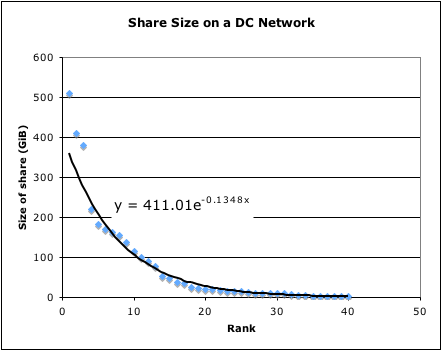 Share Size on a DC Network
600
500
400
300
200
100
0
Size of share (GiB)
y = 411.01e^-0.1348x
0 10 20 30 40 50
Rank